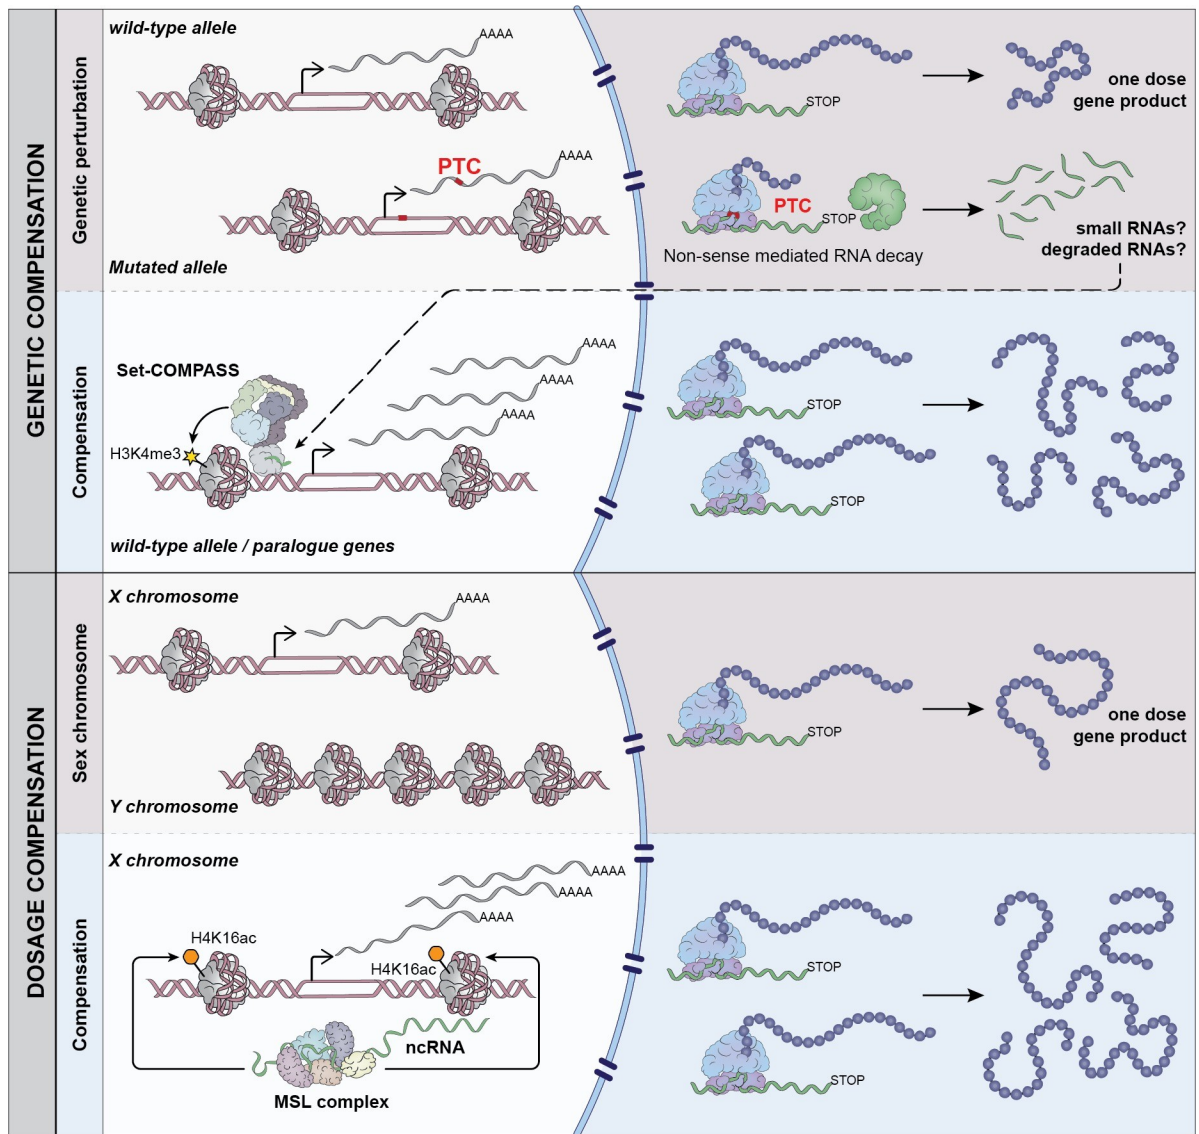 GENETIC COMPENSATION
Genetic perturbation
wild-type allele
AAAA
STOP
one dose
gene product
PTC
AAAA
Mutated allele
PTC
STOP
Non-sense mediated RNA decay
small RNAs?
degraded RNAs?
Compensation
Set-COMPASS
H3K4me3
AAAA
AAAA
AAAA
wild-type allele / paralogue genes
STOP
STOP
DOSAGE COMPENSATION
Sex chromosome
X chromosome
AAAA
Y chromosome
STOP
one dose
gene product
Compensation
X chromosome
AAAA
AAAA
AAAA
H4K16ac
H4K16ac
ncRNA
MSL complex
STOP
STOP